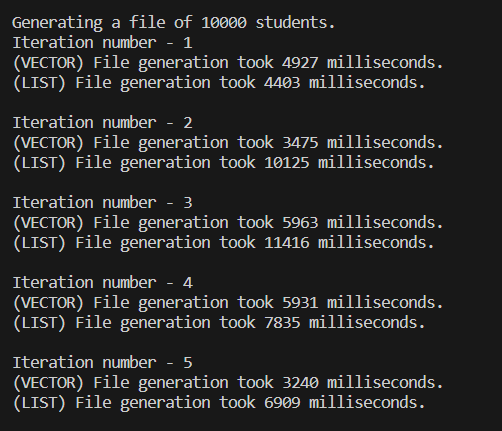 Generating a file of 10000 students.
Iteration number - 1
(VECTOR) File generation took 4927 milliseconds.
(LIST) File generation took 4403 milliseconds.
Iteration number - 2
(VECTOR) File generation took 3475 milliseconds.
(LIST) File generation took 10125 milliseconds.
Iteration number - 3
(VECTOR) File generation took 5963 milliseconds.
(LIST) File generation took 11416 milliseconds.
Iteration number - 4
(VECTOR) File generation took 5931 milliseconds.
(LIST) File generation took 7835 milliseconds.
Iteration number - 5
(VECTOR) File generation took 3240 milliseconds.
(LIST) File generation took 6909 milliseconds.